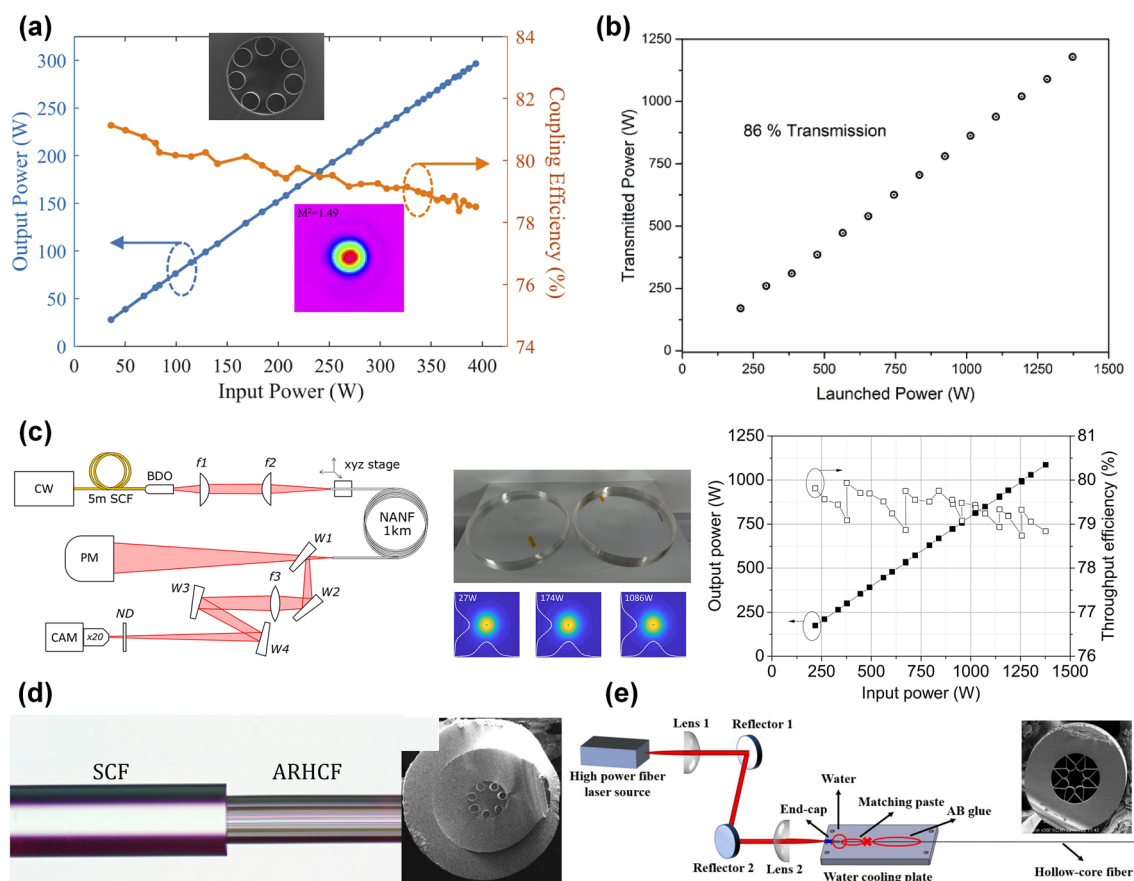 (a)
84
82
80
78
76
74
Coupling Efficiency (%)
300
250
200
150
100
50
0
Output Power (W)
M²=1.49
0
50
100
150
200
250
300
350
400
Input Power (W)
(b)
1250
1000
750
500
250
0
Transmitted Power (W)
86 % Transmission
0
250
500
750
1000
1250
1500
Launched Power (W)
(c)
CW
5m SCF
BDO
f1
f2
xyz stage
NANF
1km
PM
W1
W2
W3
f3
W4
ND
CAM
x20
27W
174W
1086W
1250
1000
750
500
250
0
Output power (W)
81
80
79
78
77
76
Throughput efficiency (%)
0
250
500
750
1000
1250
1500
Input power (W)
(d)
SCF
ARHCF
(e)
High power fiber
laser source
Lens 1
Reflector 1
Reflector 2
Lens 2
End-cap
Water
Matching paste
AB glue
Water cooling plate
Hollow-core fiber